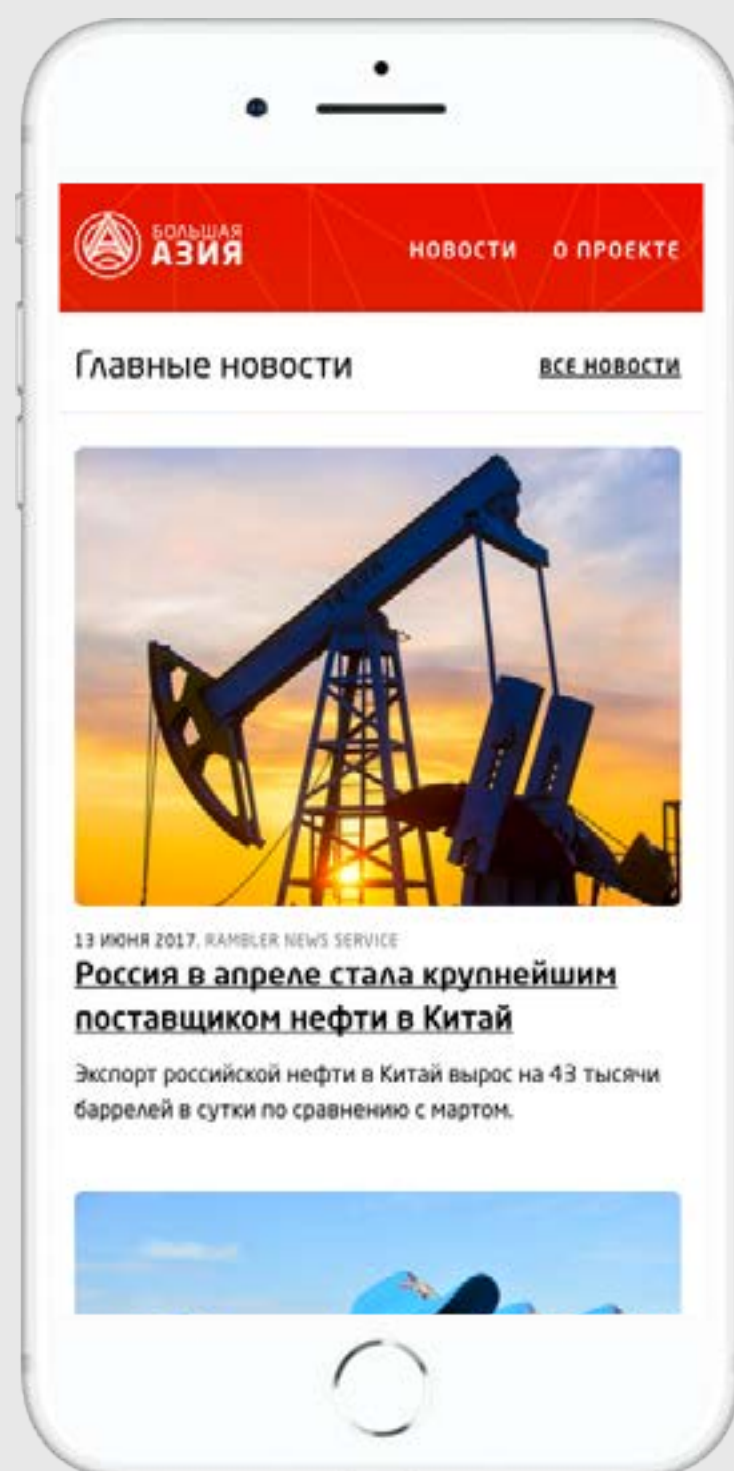 БОЛЬШАЯ
АЗИЯ
НОВОСТИ О ПРОЕКТЕ
Главные новости
ВСЕ НОВОСТИ
13 ИЮНЯ 2017, RAMBLER NEWS SERVICE
Россия в апреле стала крупнейшим
поставщиком нефти в Китай
Экспорт российской нефти в Китай вырос на 43 тысячи
баррелей в сутки по сравнению с мартом.